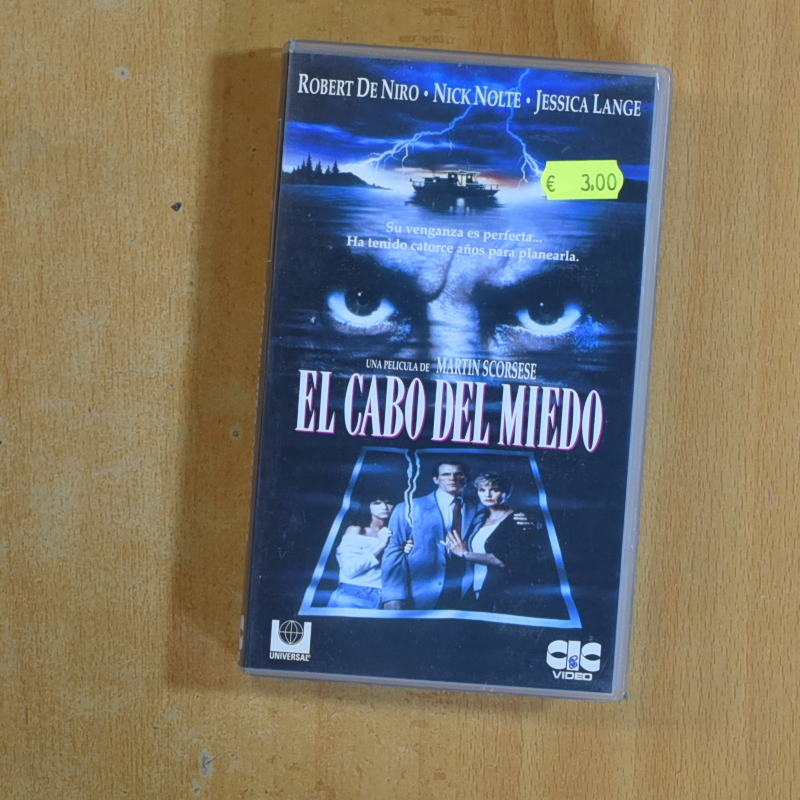 ROBERT DE NIRO • NICK NOLTE • JESSICA LANGE
€ 3,00
Su venganza es perfecta...
Ha tenido catorce años para planearla.
UNA PELICULA DE MARTIN SCORSESE
EL CABO DEL MIEDO
UNIVERSAL
CIC
VIDEO